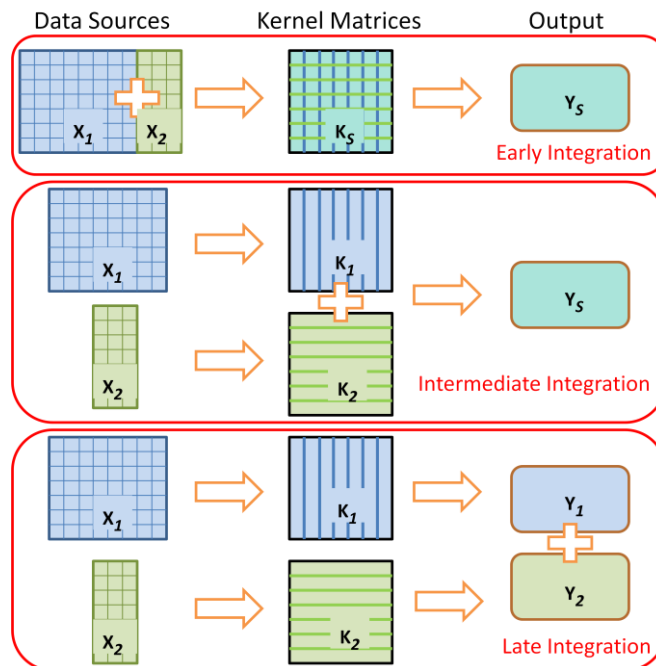 Data Sources Kernel Matrices Output
X1 X2 KS YS
Early Integration
X1 K1
YS
X2 K2
Intermediate Integration
X1 K1 Y1
X2 K2 Y2
Late Integration